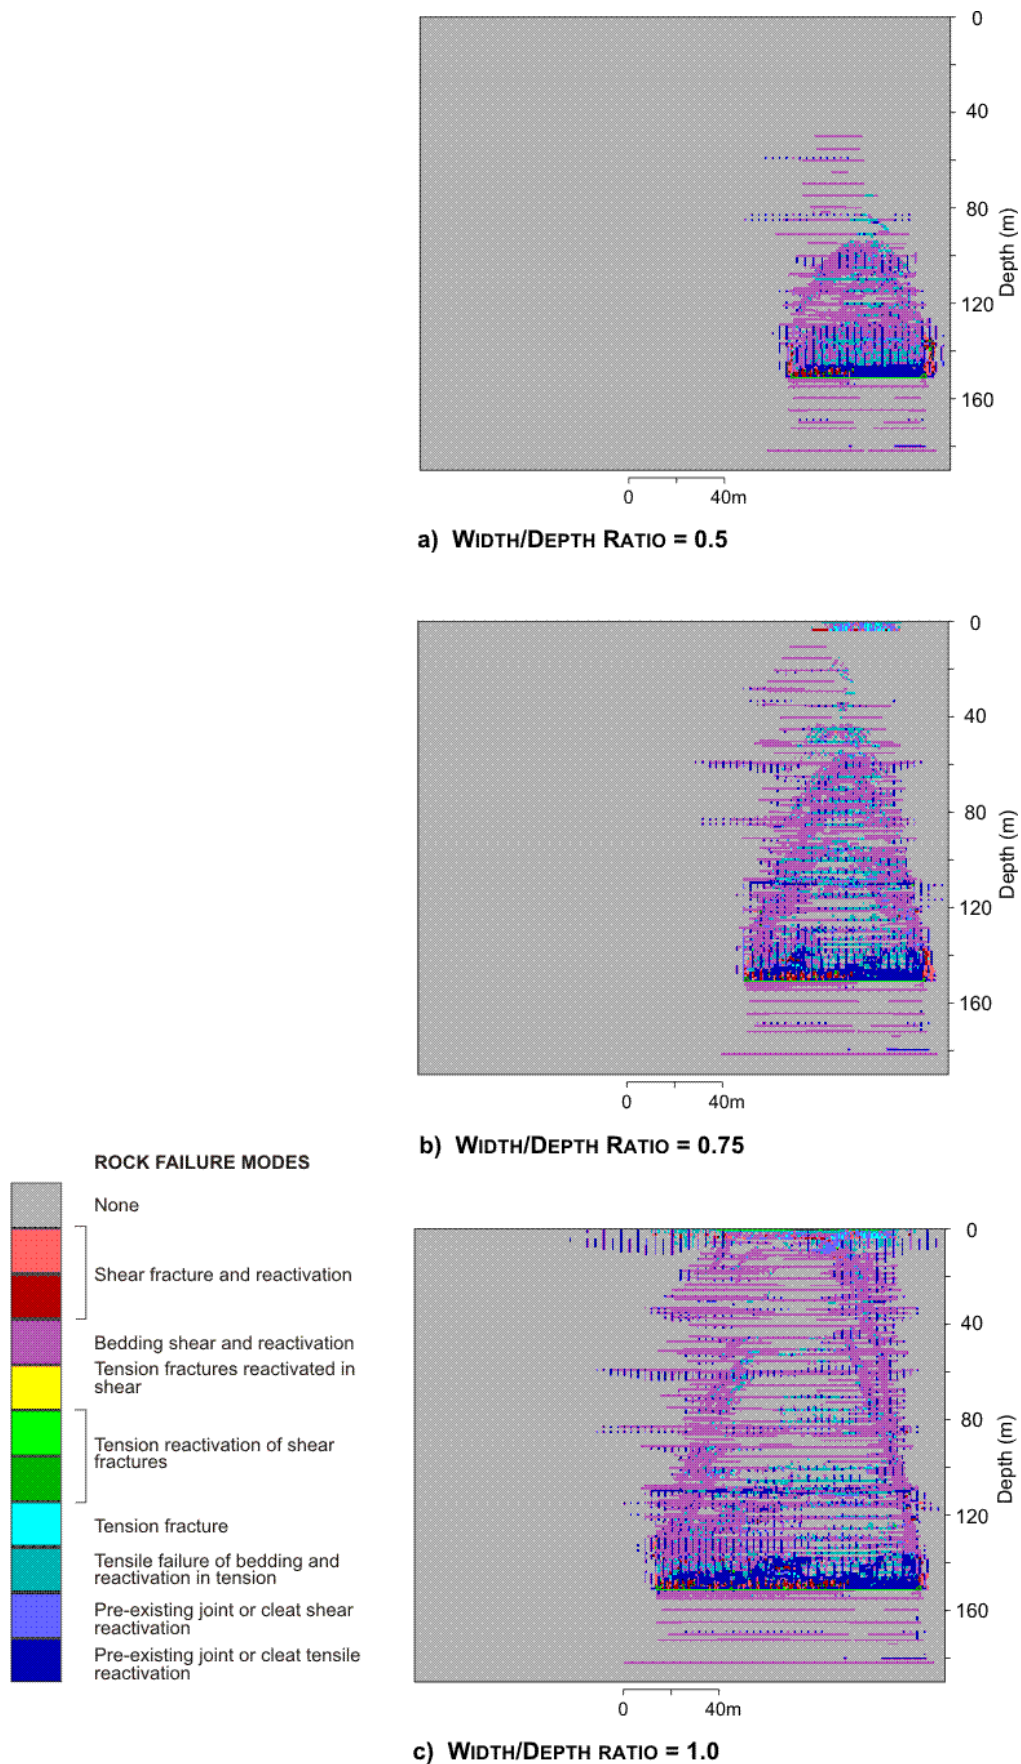 0
40
80
Depth (m)
120
160
0 40m
a) WIDTH/DEPTH RATIO = 0.5
0
40
80
Depth (m)
120
160
0 40m
b) WIDTH/DEPTH RATIO = 0.75
ROCK FAILURE MODES
None
Shear fracture and reactivation
Bedding shear and reactivation
Tension fractures reactivated in
shear
Tension reactivation of shear
fractures
Tension fracture
Tensile failure of bedding and
reactivation in tension
Pre-existing joint or cleat shear
reactivation
Pre-existing joint or cleat tensile
reactivation
0
40
80
Depth (m)
120
160
0 40m
c) WIDTH/DEPTH RATIO = 1.0